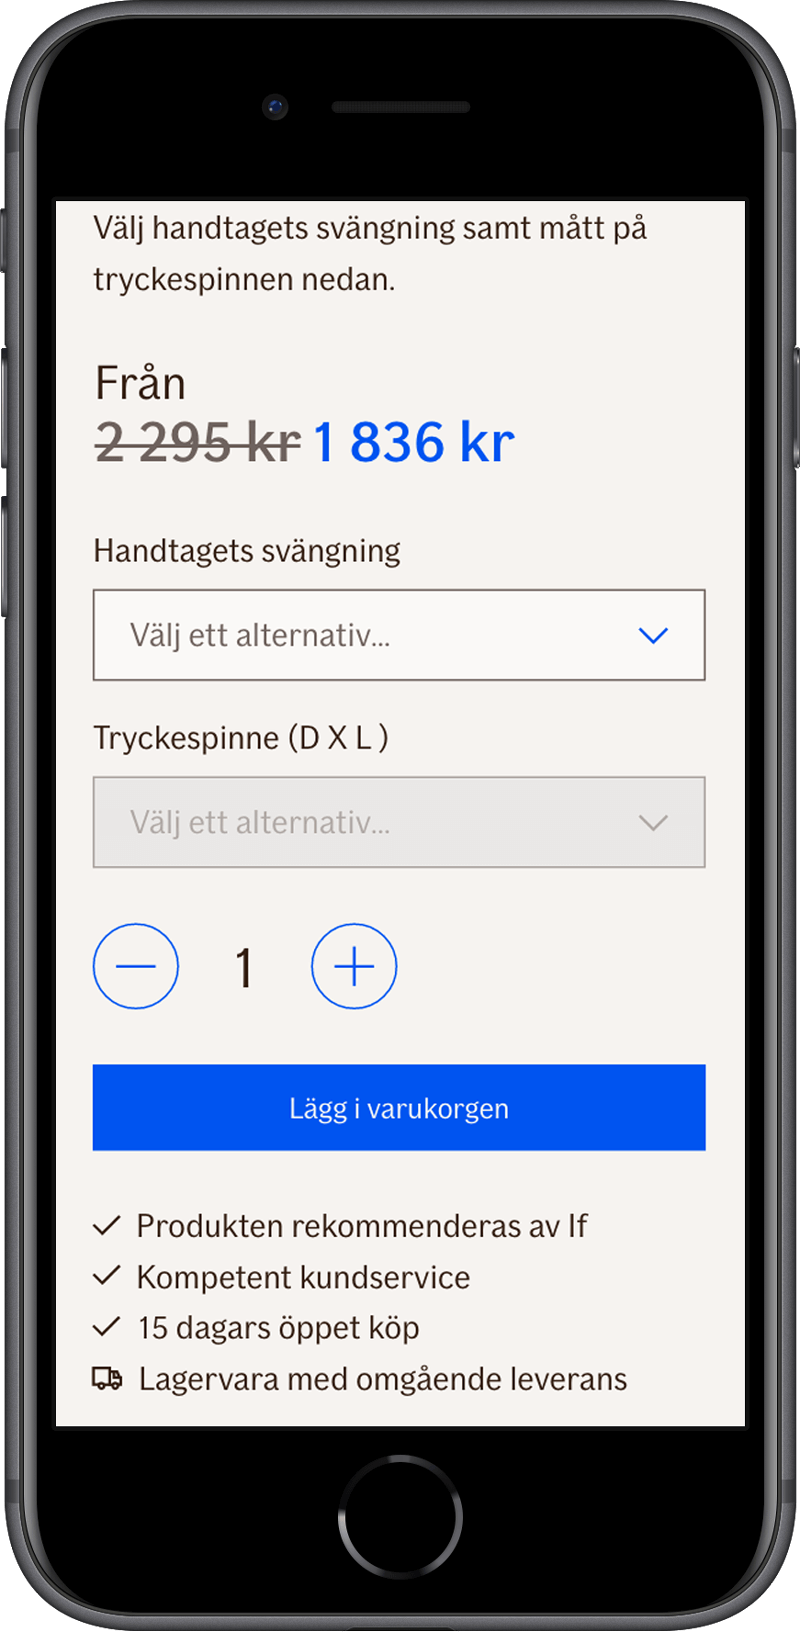 Välj handtagets svängning samt mått på
tryckespinnen nedan.
Från
2 295 kr 1 836 kr
Handtagets svängning
Välj ett alternativ...
Tryckespinne (D X L )
Välj ett alternativ...
1
Lägg i varukorgen
Produkten rekommenderas av If
Kompetent kundservice
15 dagars öppet köp
Lagervara med omgående leverans